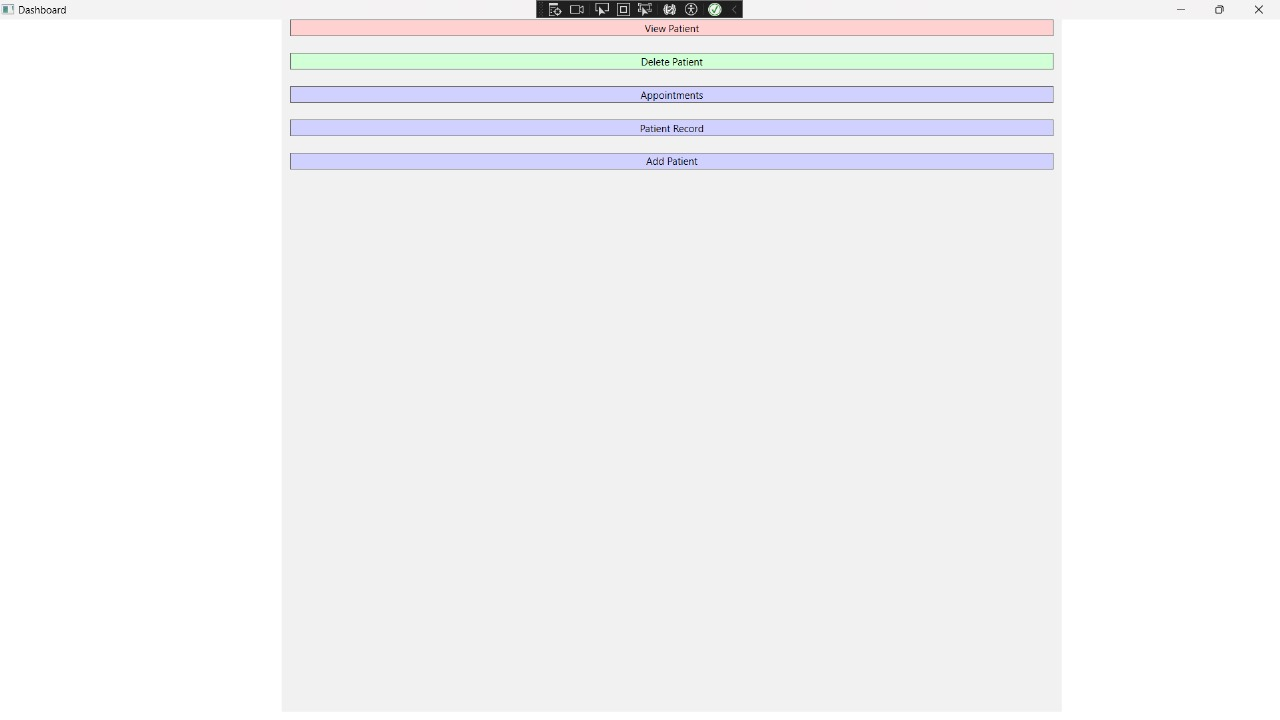 Dashboard
View Patient
Delete Patient
Appointments
Patient Record
Add Patient